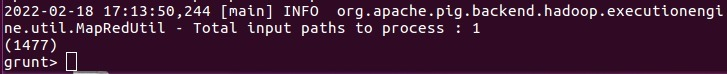 2022-02-18 17:13:50,244 [main] INFO  org.apache.pig.backend.hadoop.executionengi
ne.util.MapRedUtil - Total input paths to process : 1
(1477)
grunt>